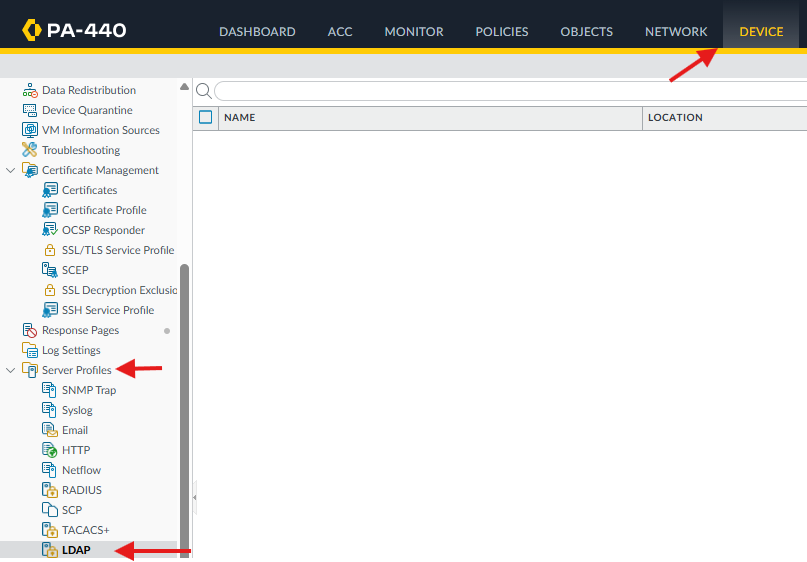 PA-440
DASHBOARD ACC MONITOR POLICIES OBJECTS NETWORK DEVICE
Data Redistribution
Device Quarantine
VM Information Sources
Troubleshooting
Certificate Management
Certificates
Certificate Profile
OCSP Responder
SSL/TLS Service Profile
SCEP
SSL Decryption Exclusio
SSH Service Profile
Response Pages
Log Settings
Server Profiles
SNMP Trap
Syslog
Email
HTTP
Netflow
RADIUS
SCP
TACACS+
LDAP
NAME LOCATION